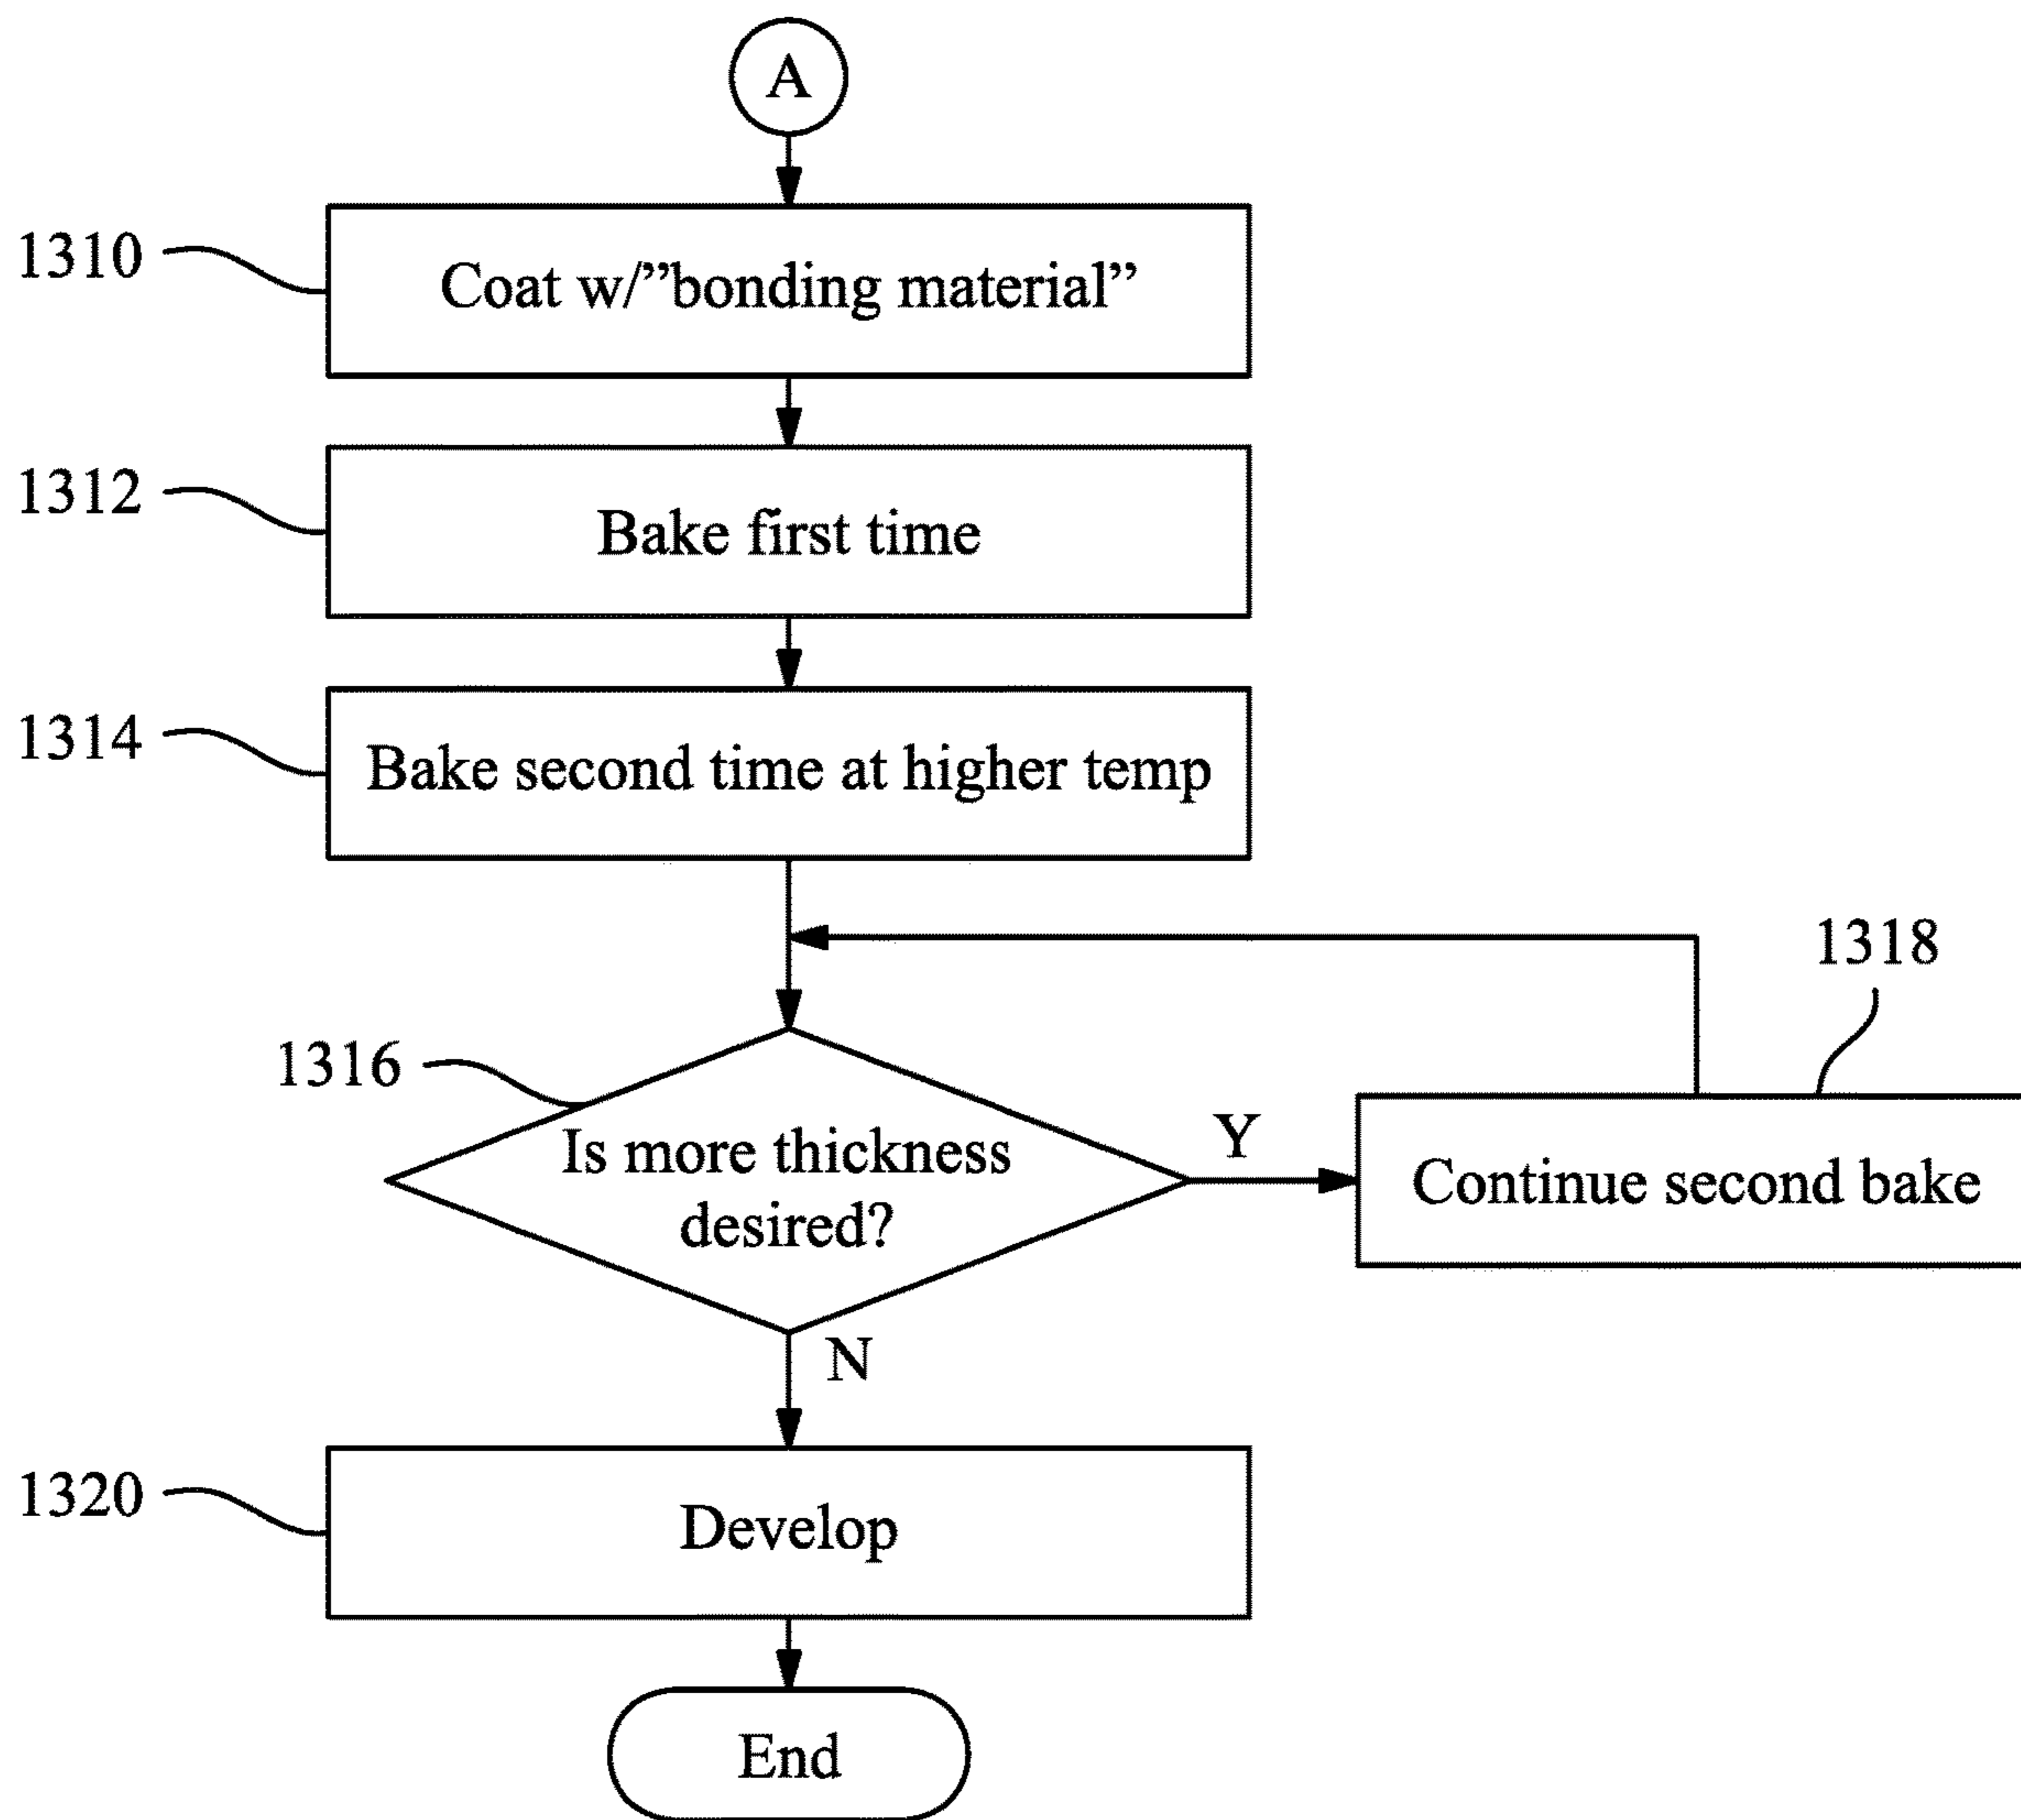 A
1310
Coat w/”bonding material”
1312
Bake first time
1314
Bake second time at higher temp
1318
1316
Is more thickness
desired?
Y
Continue second bake
N
1320
Develop
End